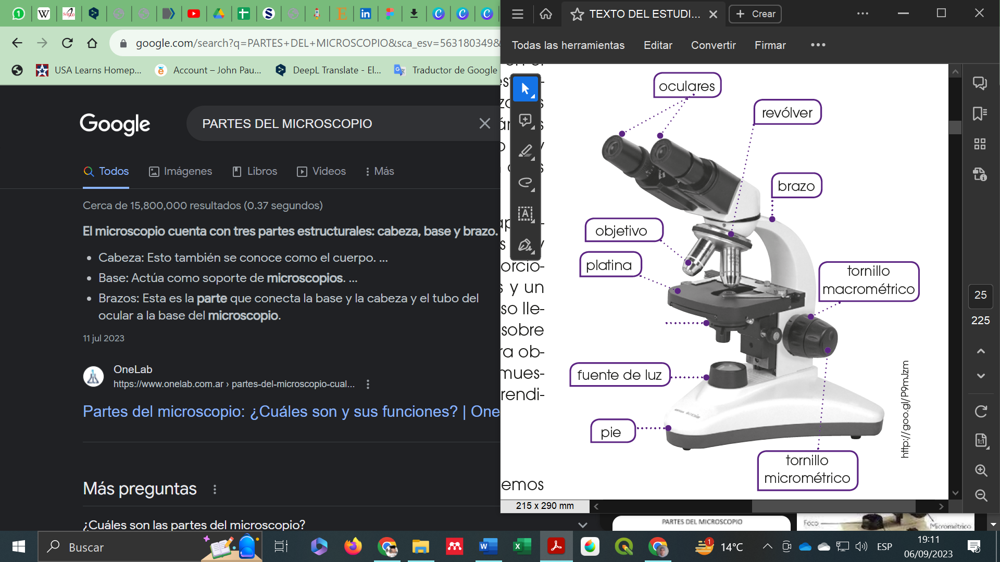 google.com/search?q=PARTES+DEL+MICROSCOPIO&sca_esv=563180349&
USA Learns Homep...
Account – John Pau...
DeepL Translate - El...
Traductor de Google
Google
PARTES DEL MICROSCOPIO
Todos
Imágenes
Libros
Videos
Más
Cerca de 15,800,000 resultados (0.37 segundos)
El microscopio cuenta con tres partes estructurales: cabeza, base y brazo.
Cabeza: Esto también se conoce como el cuerpo. ...
Base: Actúa como soporte de microscopios. ...
Brazos: Esta es la parte que conecta la base y la cabeza y el tubo del
ocular a la base del microscopio.
11 jul 2023
OneLab
https://www.onelab.com.ar › partes-del-microscopio-cual...
Partes del microscopio: ¿Cuáles son y sus funciones? | One
Más preguntas
¿Cuáles son las partes del microscopio?
TEXTO DEL ESTUDI...
Crear
Todas las herramientas
Editar
Convertir
Firmar
orcio-
s y un
so lle-
sobre
ra ob-
mues-
rendi-
emos
oculares
revólver
brazo
objetivo
platina
tornillo
macrométrico
fuente de luz
pie
tornillo
micrométrico
http://goo.gl/P9mJzm
25
225
1:1
215 x 290 mm
PARTES DEL MICROSCOPIO
Foco
Micrométrico
Buscar
14°C
ESP
19:11
06/09/2023